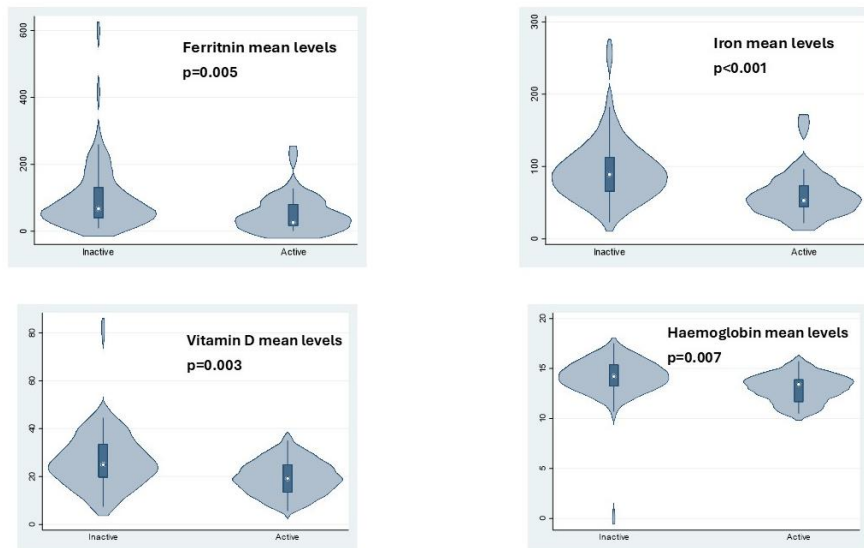 Ferritnin mean levels
p=0.005
600
400
200
0
Inactive
Active
Iron mean levels
p<0.001
300
200
100
0
Inactive
Active
Vitamin D mean levels
p=0.003
80
60
40
20
0
Inactive
Active
Haemoglobin mean levels
p=0.007
20
15
10
5
0
Inactive
Active